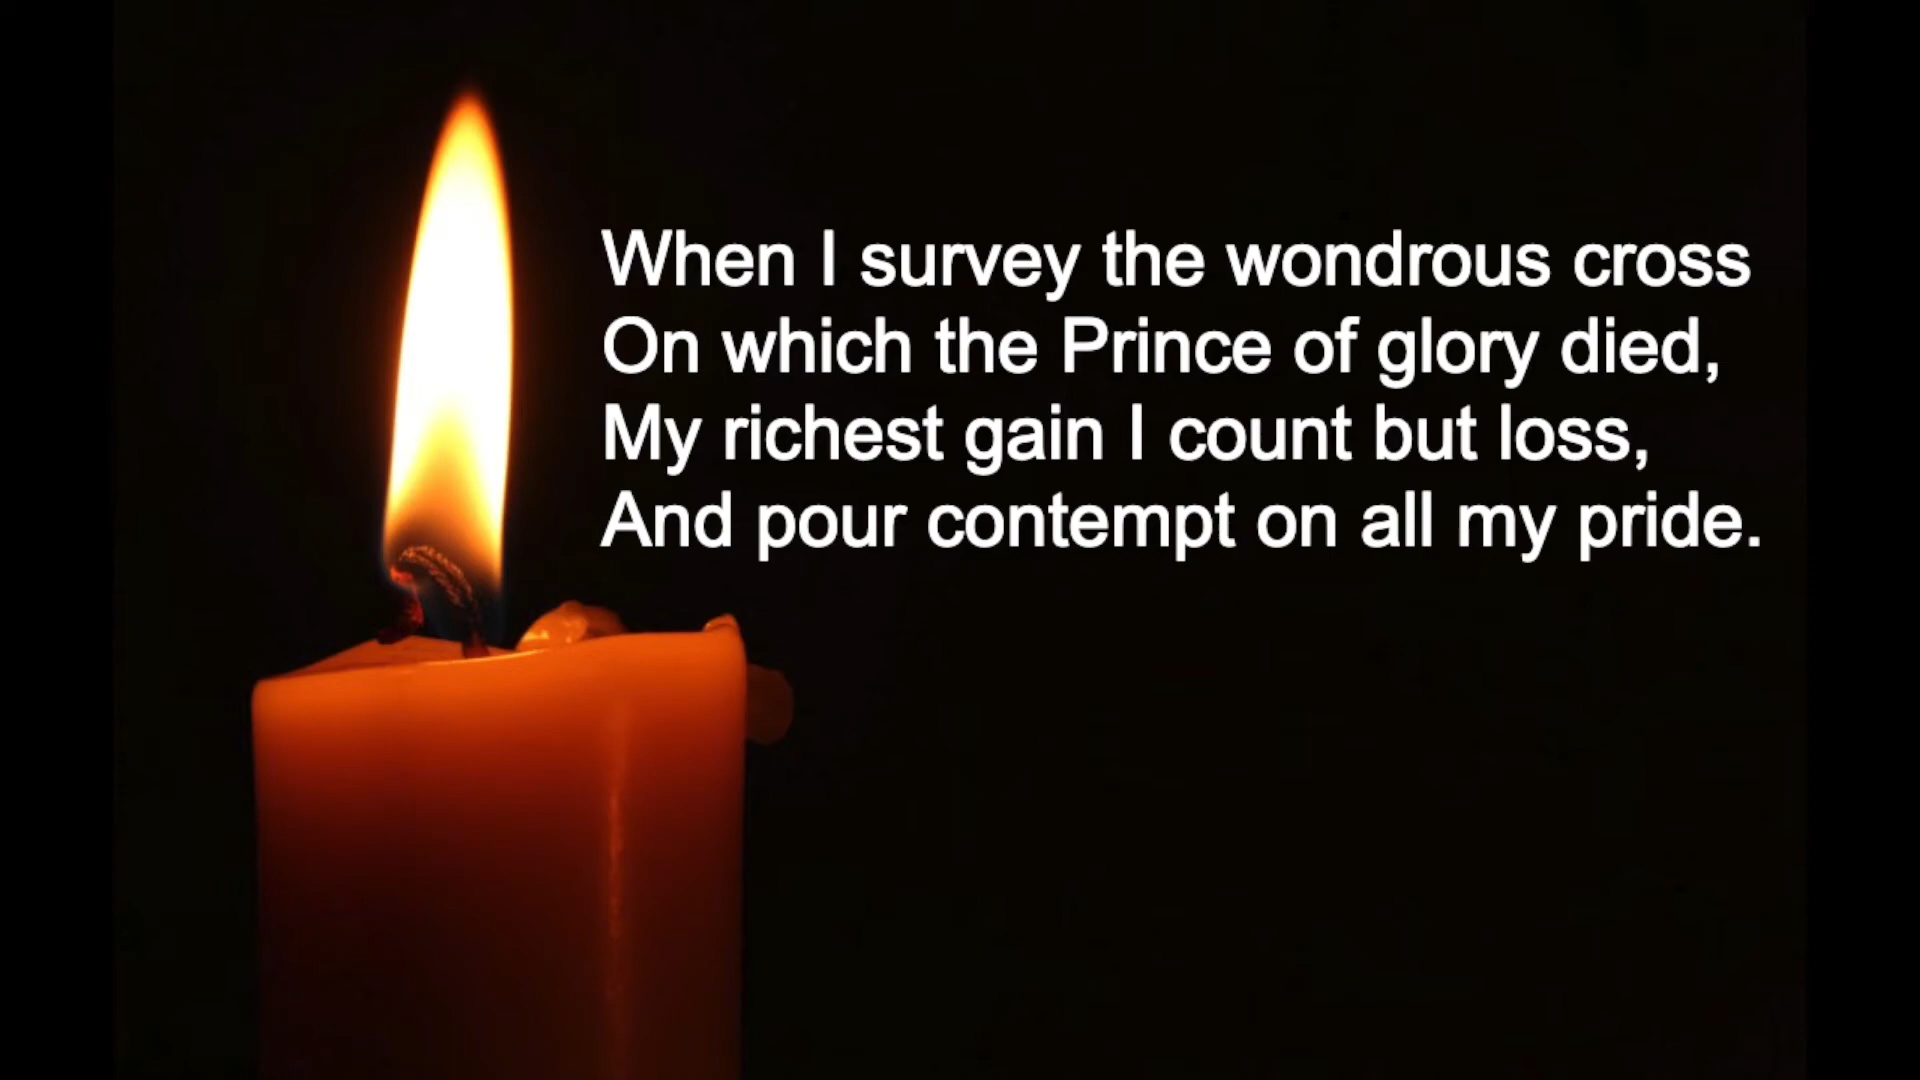 When I survey the wondrous cross
On which the Prince of glory died,
My richest gain I count but loss,
And pour contempt on all my pride.